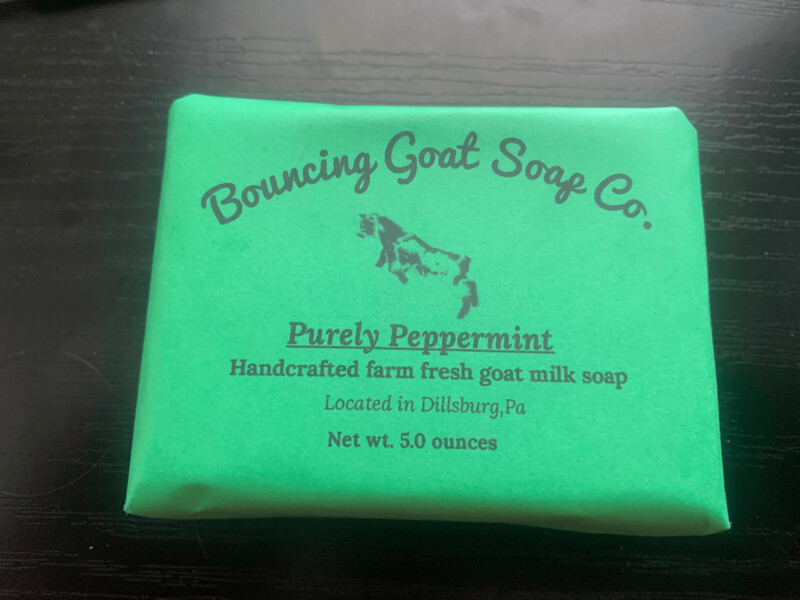 Bouncing Goat Soap Co.
Purely Peppermint
Handcrafted farm fresh goat milk soap
Located in Dillsburg,Pa
Net wt. 5.0 ounces